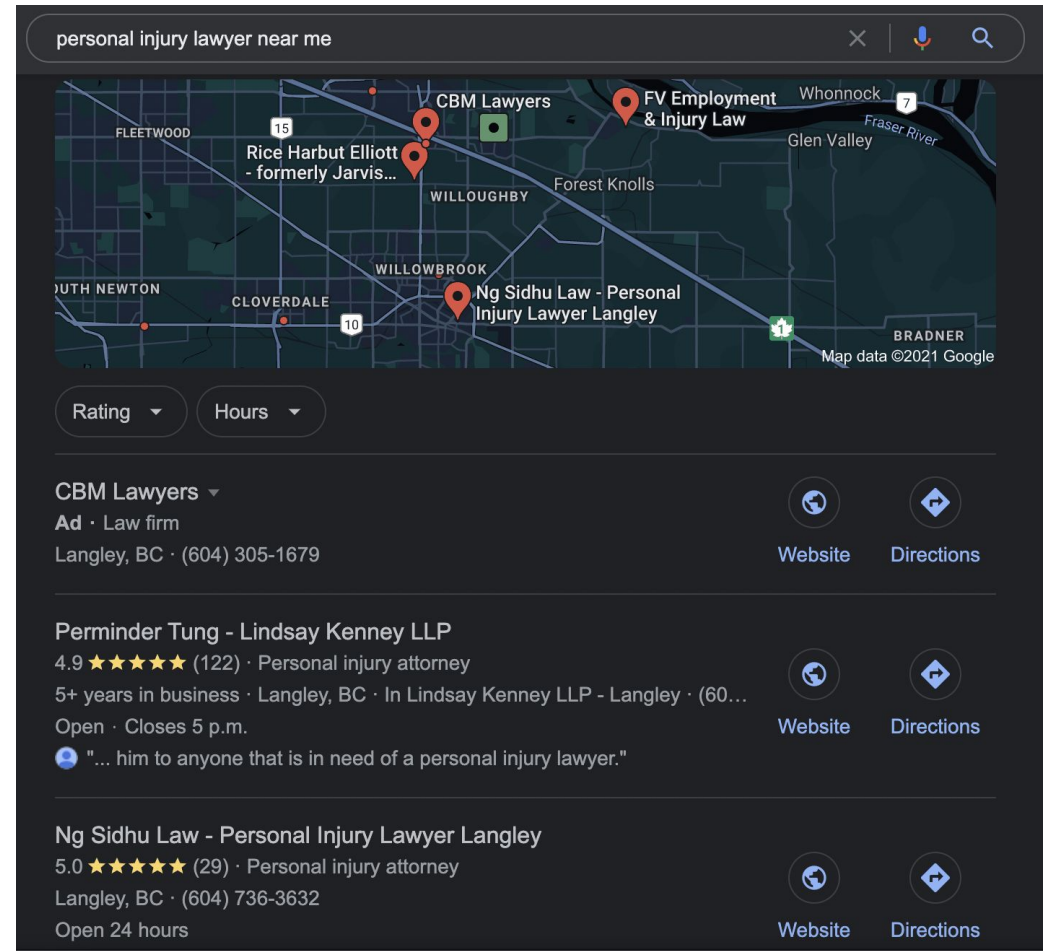 personal injury lawyer near me
CBM Lawyers
FV Employment
& Injury Law
Whonnock
7
Fraser River
Glen Valley
FLEETWOOD
15
Rice Harbut Elliott
- formerly Jarvis...
Forest Knolls
WILLOUGHBY
WILLOWBROOK
OUTH NEWTON
CLOVERDALE
Ng Sidhu Law - Personal
Injury Lawyer Langley
10
1
BRADNER
Map data ©2021 Google
Rating
Hours
CBM Lawyers
Ad · Law firm
Langley, BC · (604) 305-1679
Website
Directions
Perminder Tung - Lindsay Kenney LLP
4.9 ★★★★★ (122) · Personal injury attorney
5+ years in business · Langley, BC · In Lindsay Kenney LLP - Langley · (60...
Open · Closes 5 p.m.
"... him to anyone that is in need of a personal injury lawyer."
Website
Directions
Ng Sidhu Law - Personal Injury Lawyer Langley
5.0 ★★★★★ (29) · Personal injury attorney
Langley, BC · (604) 736-3632
Open 24 hours
Website
Directions